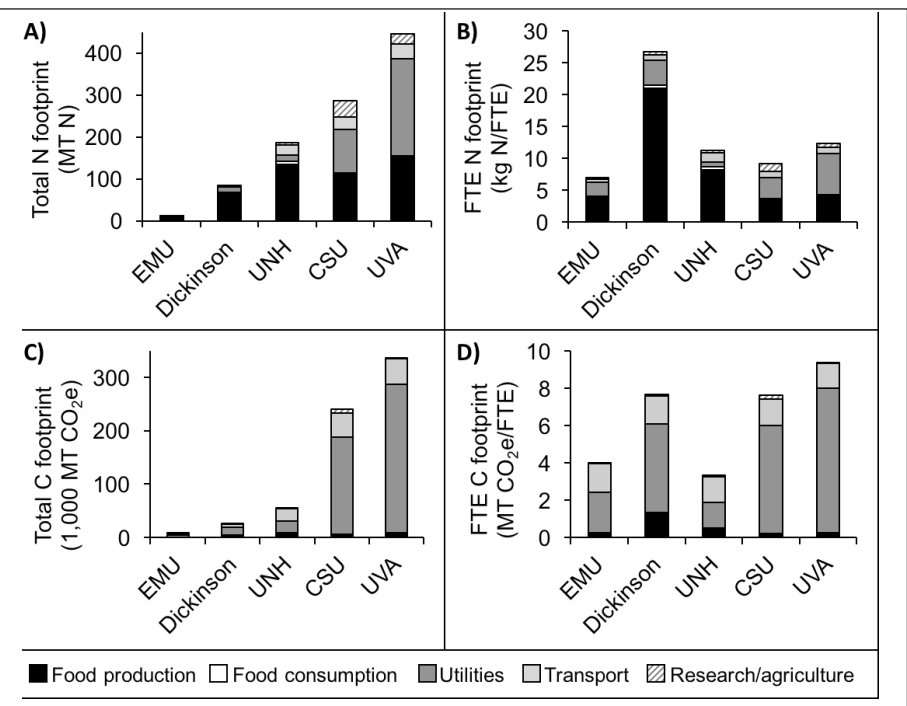 A)
Total N footprint
(MT N)
400
300
200
100
0
EMU
Dickinson
UNH
CSU
UVA
B)
FTE N footprint
(kg N/FTE)
30
25
20
15
10
5
0
EMU
Dickinson
UNH
CSU
UVA
C)
Total C footprint
(1,000 MT CO₂e)
300
200
100
0
EMU
Dickinson
UNH
CSU
UVA
D)
FTE C footprint
(MT CO₂e/FTE)
10
8
6
4
2
0
EMU
Dickinson
UNH
CSU
UVA
Food production Food consumption Utilities Transport Research/agriculture